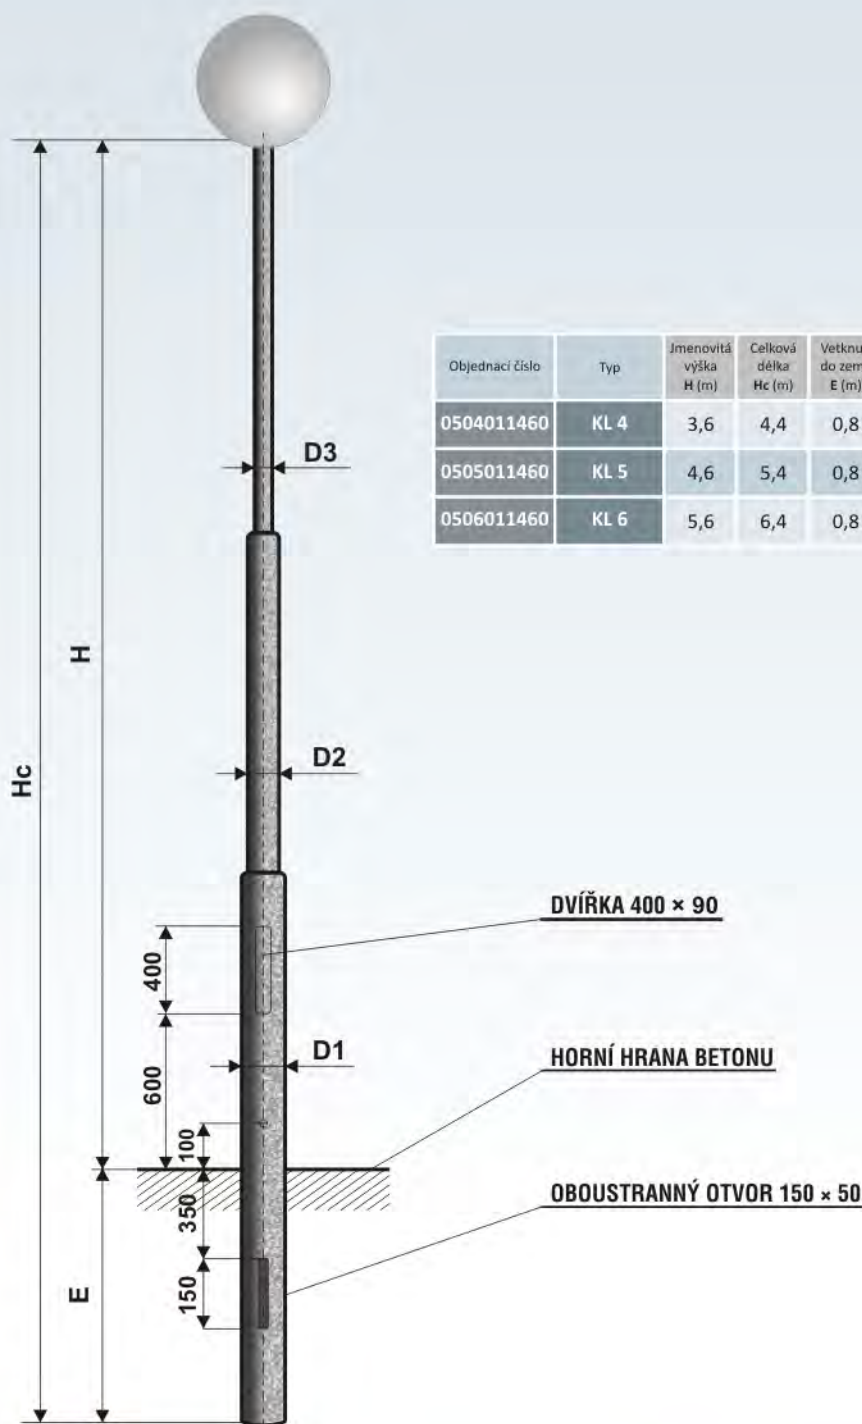 Objednací číslo Typ Jmenovitá výška H (m) Celková délka Hc (m) do E (m)
0504011460 KL 4 3,6 4,4 0,8
0505011460 KL 5 4,6 5,4 0,8
0506011460 KL 6 5,6 6,4 0,8
D3
H
D2
Hc
DVÍŘKA 400 × 90
400
D1
HORNÍ HRANA BETONU
600
100
OBOUSTRANNÝ OTVOR 150 × 50
350
150
E